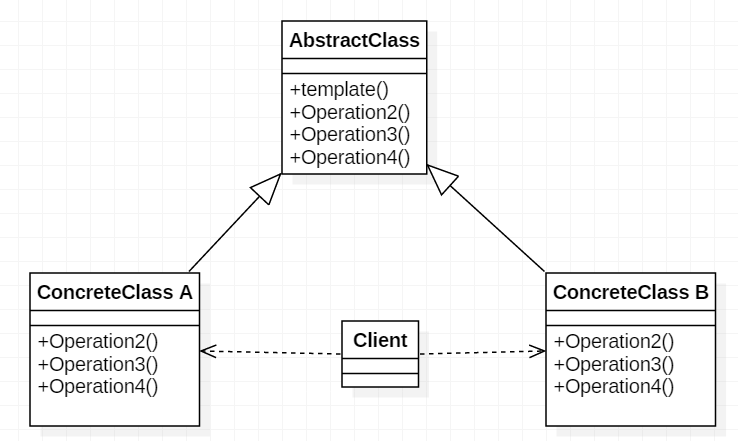 AbstractClass
+template()
+Operation2()
+Operation3()
+Operation4()
ConcreteClass A
+Operation2()
+Operation3()
+Operation4()
Client
ConcreteClass B
+Operation2()
+Operation3()
+Operation4()